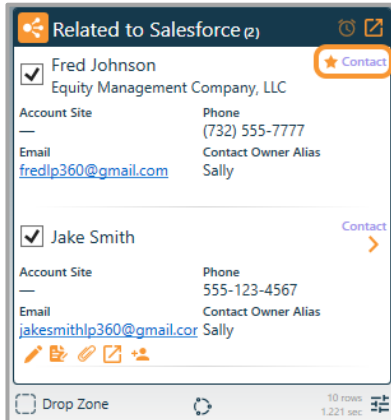 Related to Salesforce (2)
Fred Johnson
Contact
Equity Management Company, LLC
Account Site
Phone
—
(732) 555-7777
Email
Contact Owner Alias
fredlp360@gmail.com
Sally
Jake Smith
Contact
Account Site
Phone
—
555-123-4567
Email
Contact Owner Alias
jakesmithlp360@gmail.cor
Sally
Drop Zone
10 rows
1.221 sec